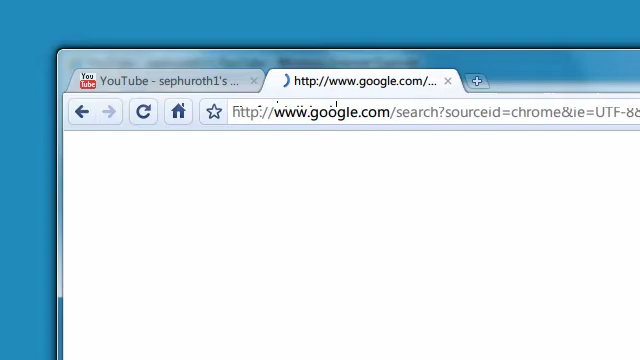 You
Tube
YouTube - sephuroth1's ...
http://www.google.com/...
http://www.google.com/search?sourceid=chrome&ie=UTF-8&